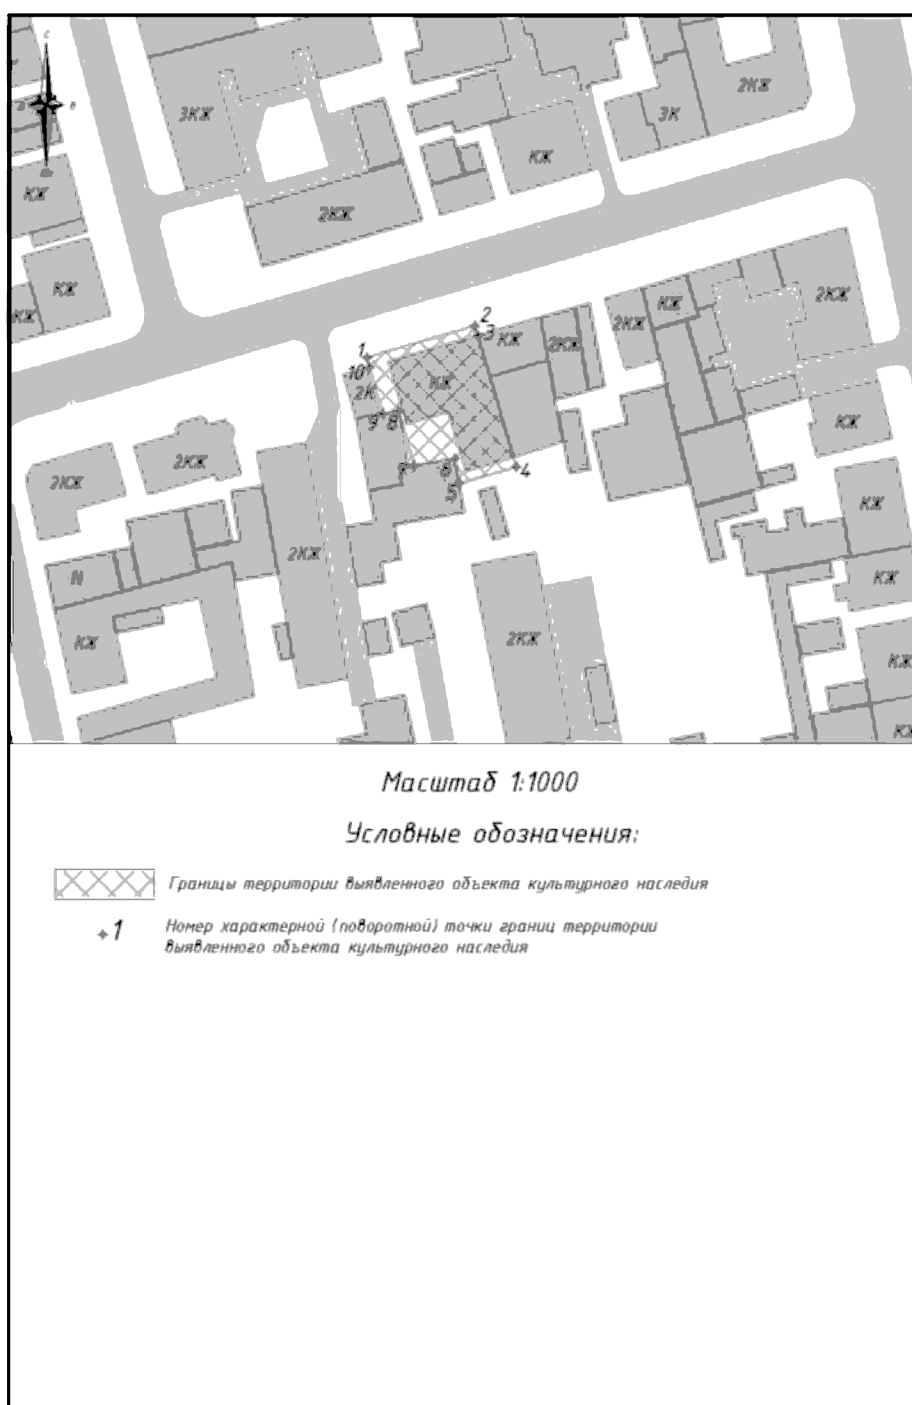 С
3КЖ
2КЖ
3К
КЖ
КЖ
2КЖ
КЖ
КЖ
2КЖ
2
3
КЖ
2КЖ
2КЖ
КЖ
1
10
2К
КЖ
9
8
КЖ
2КЖ
2КЖ
7
6
4
5
КЖ
2КЖ
N
КЖ
КЖ
2КЖ
КЖ
КЖ
Масштаб 1:1000
Условные обозначения:
Границы территории выявленного объекта культурного наследия
1
Номер характерной (поворотной) точки границ территории
выявленного объекта культурного наследия